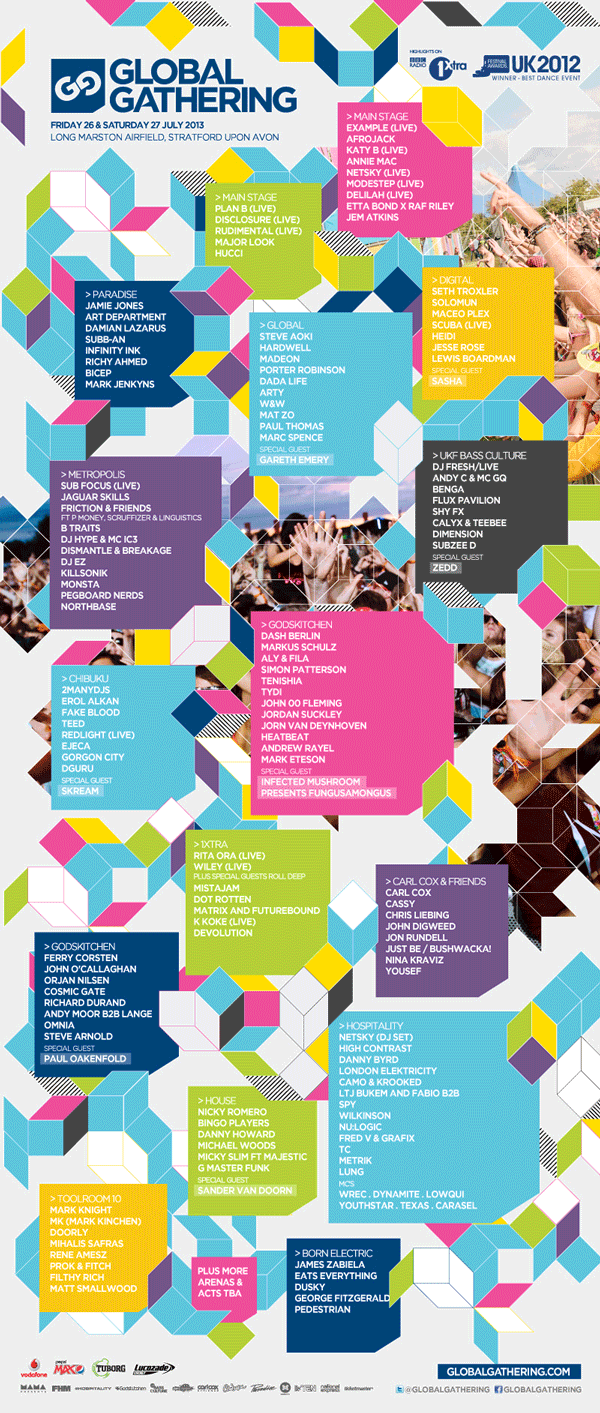 GG GLOBAL
GATHERING
FRIDAY 26 & SATURDAY 27 JULY 2013
LONG MARSTON AIRFIELD, STRATFORD UPON AVON
HIGHLIGHTS ON
BBC RADIO 1Xtra
FESTIVAL AWARDS UK2012
WINNER - BEST DANCE EVENT
> MAIN STAGE
EXAMPLE (LIVE)
AFROJACK
KATY B (LIVE)
ANNIE MAC
NETSKY (LIVE)
MODESTEP (LIVE)
DELILAH (LIVE)
ETTA BOND X RAF RILEY
JEM ATKINS
> MAIN STAGE
PLAN B (LIVE)
DISCLOSURE (LIVE)
RUDIMENTAL (LIVE)
MAJOR LOOK
HUCCI
> PARADISE
JAMIE JONES
ART DEPARTMENT
DAMIAN LAZARUS
SUBB-AN
INFINITY INK
RICHY AHMED
BICEP
MARK JENKYNS
> GLOBAL
STEVE AOKI
HARDWELL
MADEON
PORTER ROBINSON
DADA LIFE
ARTY
W&W
MAT ZO
PAUL THOMAS
MARC SPENCE
SPECIAL GUEST
GARETH EMERY
> DIGITAL
SETH TROXLER
SOLOMUN
MACEO PLEX
SCUBA (LIVE)
HEIDI
JESSE ROSE
LEWIS BOARDMAN
SPECIAL GUEST
SASHA
> METROPOLIS
SUB FOCUS (LIVE)
JAGUAR SKILLS
FRICTION & FRIENDS
FT P MONEY, SCRUFFIZER & LINGUISTICS
B TRAITS
DJ HYPE & MC IC3
DISMANTLE & BREAKAGE
DJ EZ
KILLSONIK
MONSTA
PEGBOARD NERDS
NORTHBASE
> UKF BASS CULTURE
DJ FRESH/LIVE
ANDY C & MC GQ
BENGA
FLUX PAVILION
SHY FX
CALYX & TEEBEE
DIMENSION
SUBZEE D
SPECIAL GUEST
ZEDD
> GODSKITCHEN
DASH BERLIN
MARKUS SCHULZ
ALY & FILA
SIMON PATTERSON
TENISHIA
TYDI
JOHN 00 FLEMING
JORDAN SUCKLEY
JORN VAN DEYNHOVEN
HEATBEAT
ANDREW RAYEL
MARK ETESON
SPECIAL GUEST
INFECTED MUSHROOM
PRESENTS FUNGUSAMONGUS
> CHIBUKU
2MANYDJS
EROL ALKAN
FAKE BLOOD
TEED
REDLIGHT (LIVE)
EJECA
GORGON CITY
DGURU
SPECIAL GUEST
SKREAM
> 1XTRA
RITA ORA (LIVE)
WILEY (LIVE)
PLUS SPECIAL GUESTS ROLL DEEP
MISTAJAM
DOT ROTTEN
MATRIX AND FUTUREBOUND
K KOKE (LIVE)
DEVOLUTION
> CARL COX & FRIENDS
CARL COX
CASSY
CHRIS LIEBING
JOHN DIGWEED
JON RUNDELL
JUST BE / BUSHWACKA!
NINA KRAVIZ
YOUSEF
> GODSKITCHEN
FERRY CORSTEN
JOHN O'CALLAGHAN
ORJAN NILSEN
COSMIC GATE
RICHARD DURAND
ANDY MOOR B2B LANGE
OMNIA
STEVE ARNOLD
SPECIAL GUEST
PAUL OAKENFOLD
> HOSPITALITY
NETSKY (DJ SET)
HIGH CONTRAST
DANNY BYRD
LONDON ELEKTRICITY
CAMO & KROOKED
LTJ BUKEM AND FABIO B2B
SPY
WILKINSON
NU:LOGIC
FRED V & GRAFIX
TC
METRIK
LUNG
MC'S
WREC . DYNAMITE . LOWQUI
YOUTHSTAR . TEXAS . CARASEL
> HOUSE
NICKY ROMERO
BINGO PLAYERS
DANNY HOWARD
MICHAEL WOODS
MICKY SLIM FT MAJESTIC
G MASTER FUNK
SPECIAL GUEST
SANDER VAN DOORN
> TOOLROOM 10
MARK KNIGHT
MK (MARK KINCHEN)
DOORLY
MIHALIS SAFRAS
RENE AMESZ
PROK & FITCH
FILTHY RICH
MATT SMALLWOOD
PLUS MORE
ARENAS &
ACTS TBA
> BORN ELECTRIC
JAMES ZABIELA
EATS EVERYTHING
DUSKY
GEORGE FITZGERALD
PEDESTRIAN
vodafone pepsi MAX TUBORG Lucozade
GLOBALGATHERING.COM
MAMA FHM HOSPITALITY Godskitchen carlcox Paradise
@GLOBALGATHERING GLOBALGATHERING